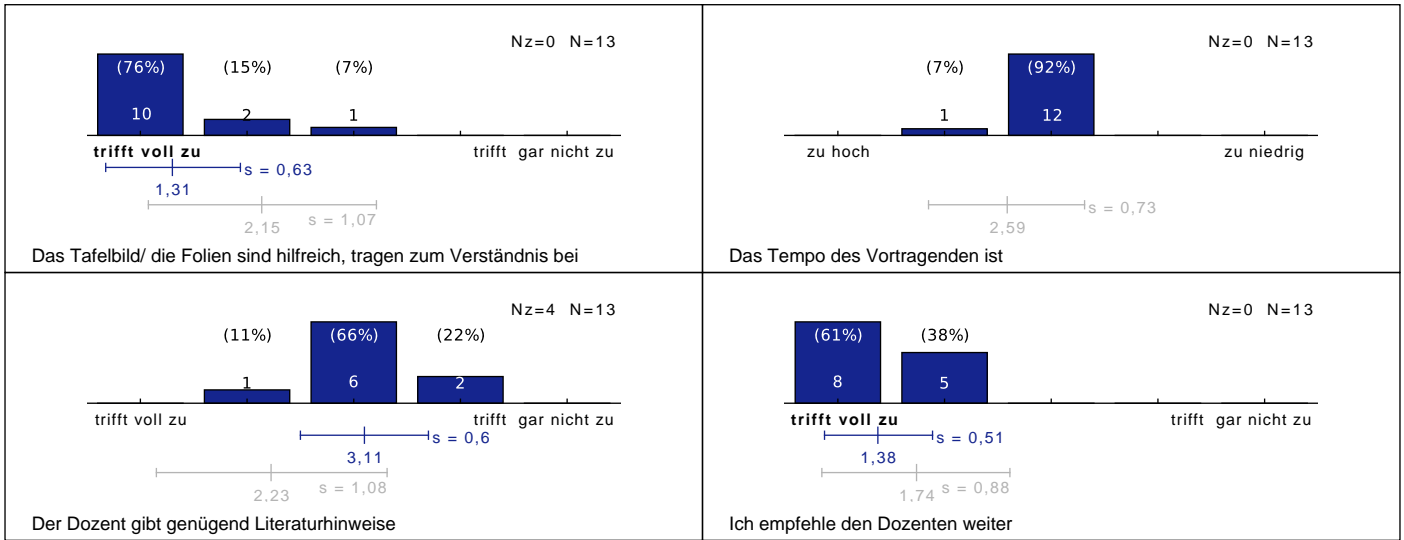 Nz=0 N=13
(76%) (15%) (7%)
10 2 1
trifft voll zu trifft gar nicht zu
s = 0,63
1,31
s = 1,07
2,15
Das Tafelbild/ die Folien sind hilfreich, tragen zum Verständnis bei
Nz=0 N=13
(7%) (92%)
1 12
zu hoch zu niedrig
s = 0,73
2,59
Das Tempo des Vortragenden ist
Nz=4 N=13
(11%) (66%) (22%)
1 6 2
trifft voll zu trifft gar nicht zu
s = 0,6
3,11
s = 1,08
2,23
Der Dozent gibt genügend Literaturhinweise
Nz=0 N=13
(61%) (38%)
8 5
trifft voll zu trifft gar nicht zu
s = 0,51
1,38
s = 0,88
1,74
Ich empfehle den Dozenten weiter